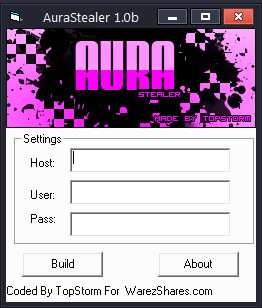 AuraStealer 1.0b
AURA
STEALER
MADE BY TOPSTORM
Settings
Host:
User:
Pass:
Build
About
Coded By TopStorm For WarezShares.com